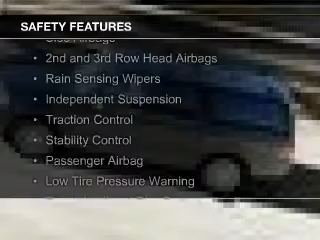 SAFETY FEATURES
• 2nd and 3rd Row Head Airbags
• Rain Sensing Wipers
• Independent Suspension
• Traction Control
• Stability Control
• Passenger Airbag
• Low Tire Pressure Warning